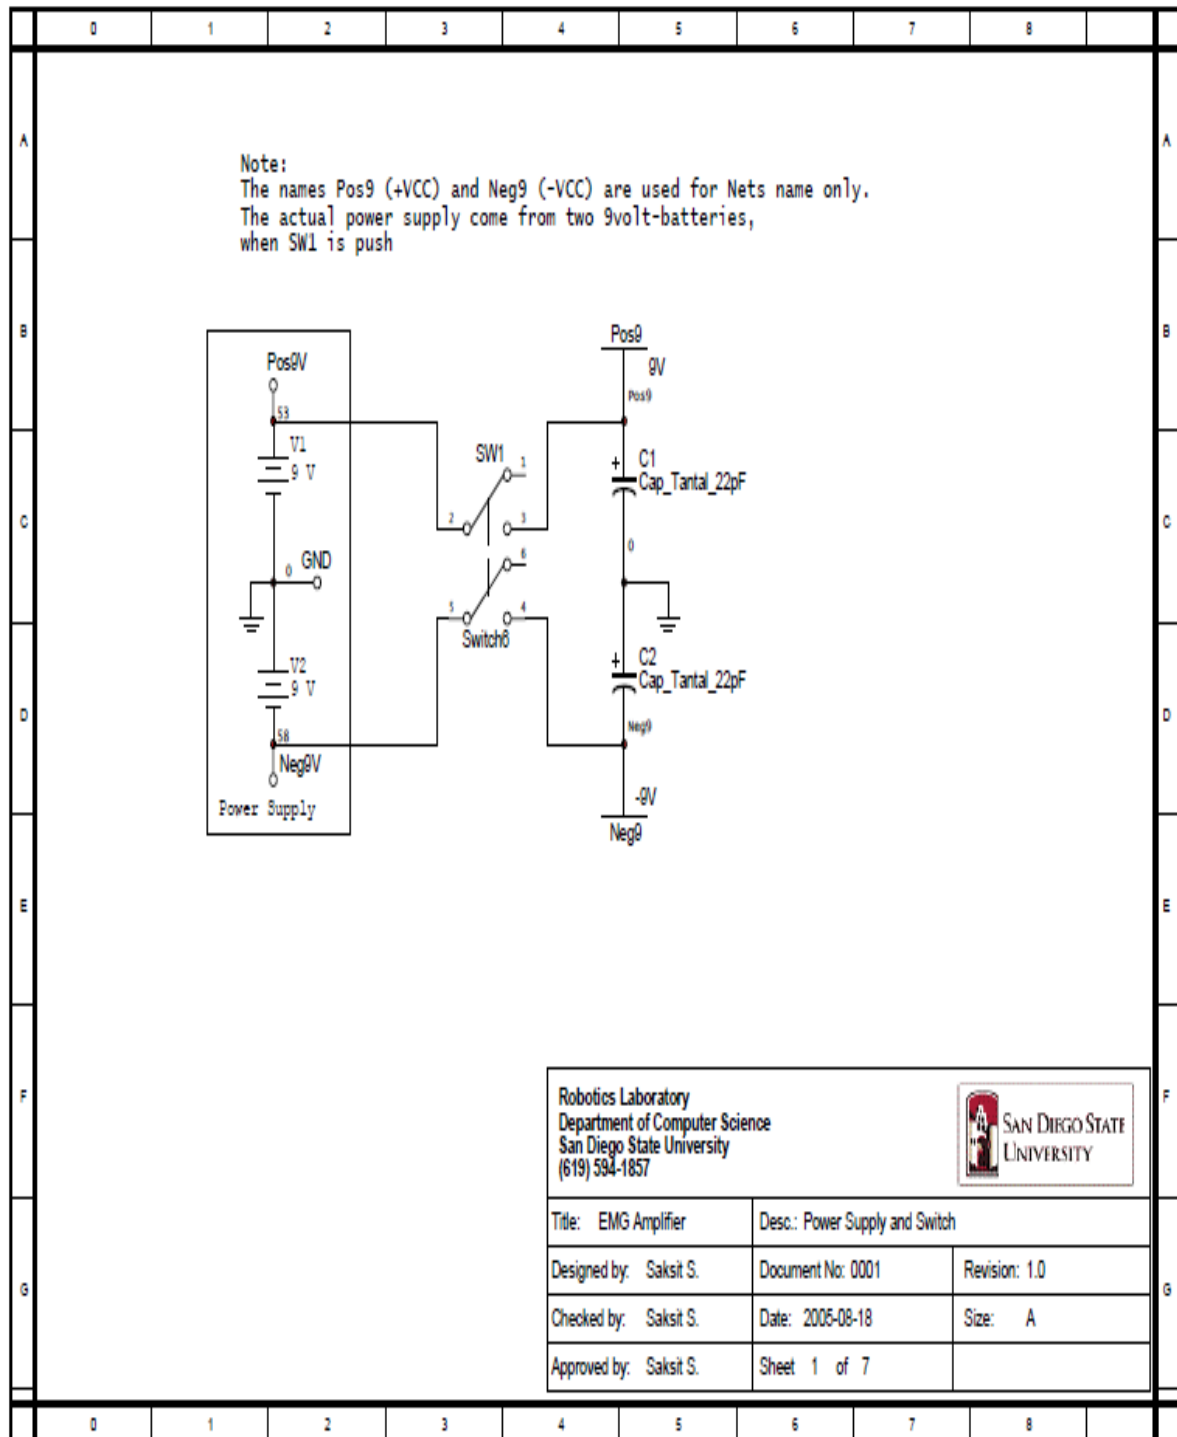 0 1 2 3 4 5 6 7 8
A A
Note:
The names Pos9 (+VCC) and Neg9 (-VCC) are used for Nets name only.
The actual power supply come from two 9volt-batteries,
when SW1 is push
B B
Pos9
9V
Pos9
Pos9V
53
V1
9 V
SW1
1
C1
Cap_Tantal_22pF
C C
2 3
0 GND
6
0
5 4
Switch6
V2
9 V
C2
Cap_Tantal_22pF
D D
Neg9
58
Neg9V
-9V
Power Supply
Neg9
E E
F F
Robotics Laboratory
Department of Computer Science
San Diego State University
(619) 594-1857
SAN DIEGO STATE
UNIVERSITY
Title: EMG Amplifier Desc.: Power Supply and Switch
Designed by: Saksit S. Document No: 0001 Revision: 1.0
G G
Checked by: Saksit S. Date: 2005-08-18 Size: A
Approved by: Saksit S. Sheet 1 of 7
0 1 2 3 4 5 6 7 8